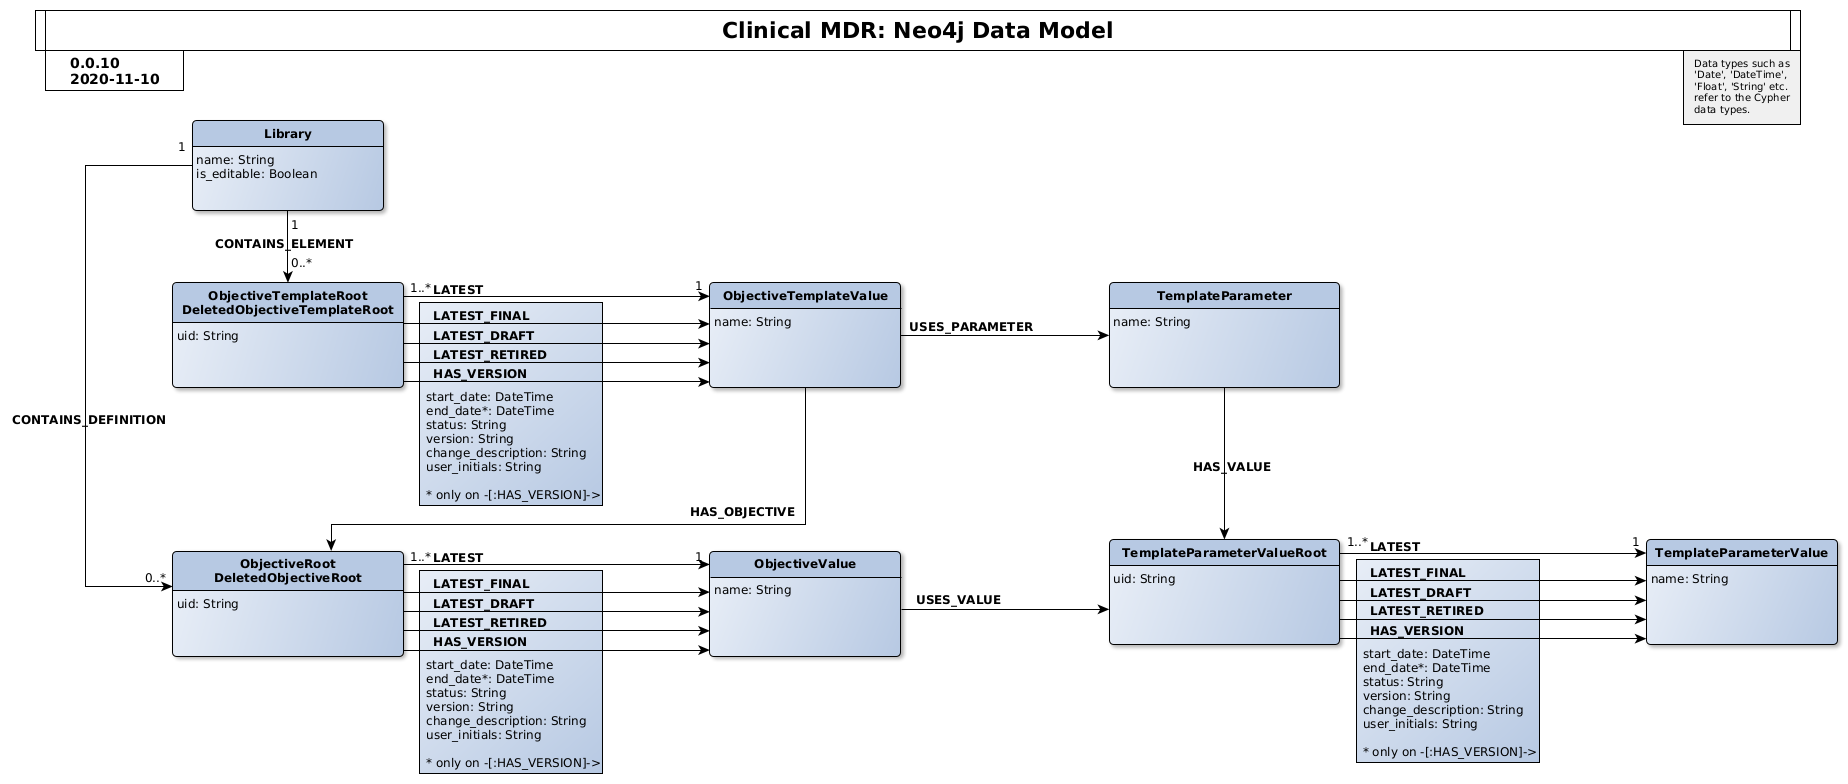 Clinical MDR: Neo4j Data Model
0.0.10
2020-11-10
Data types such as
'Date', 'DateTime',
'Float', 'String' etc.
refer to the Cypher
data types.
Library
name: String
is_editable: Boolean
1
1
CONTAINS_ELEMENT
0..*
ObjectiveTemplateRoot
DeletedObjectiveTemplateRoot
uid: String
1..* LATEST 1
LATEST_FINAL
LATEST_DRAFT
LATEST_RETIRED
HAS_VERSION
start_date: DateTime
end_date*: DateTime
status: String
version: String
change_description: String
user_initials: String
* only on -[:HAS_VERSION]->
ObjectiveTemplateValue
name: String
USES_PARAMETER
TemplateParameter
name: String
CONTAINS_DEFINITION
0..*
HAS_OBJECTIVE
HAS_VALUE
ObjectiveRoot
DeletedObjectiveRoot
uid: String
1..* LATEST 1
LATEST_FINAL
LATEST_DRAFT
LATEST_RETIRED
HAS_VERSION
start_date: DateTime
end_date*: DateTime
status: String
version: String
change_description: String
user_initials: String
* only on -[:HAS_VERSION]->
ObjectiveValue
name: String
USES_VALUE
TemplateParameterValueRoot
uid: String
1..* LATEST 1
LATEST_FINAL
LATEST_DRAFT
LATEST_RETIRED
HAS_VERSION
start_date: DateTime
end_date*: DateTime
status: String
version: String
change_description: String
user_initials: String
* only on -[:HAS_VERSION]->
TemplateParameterValue
name: String